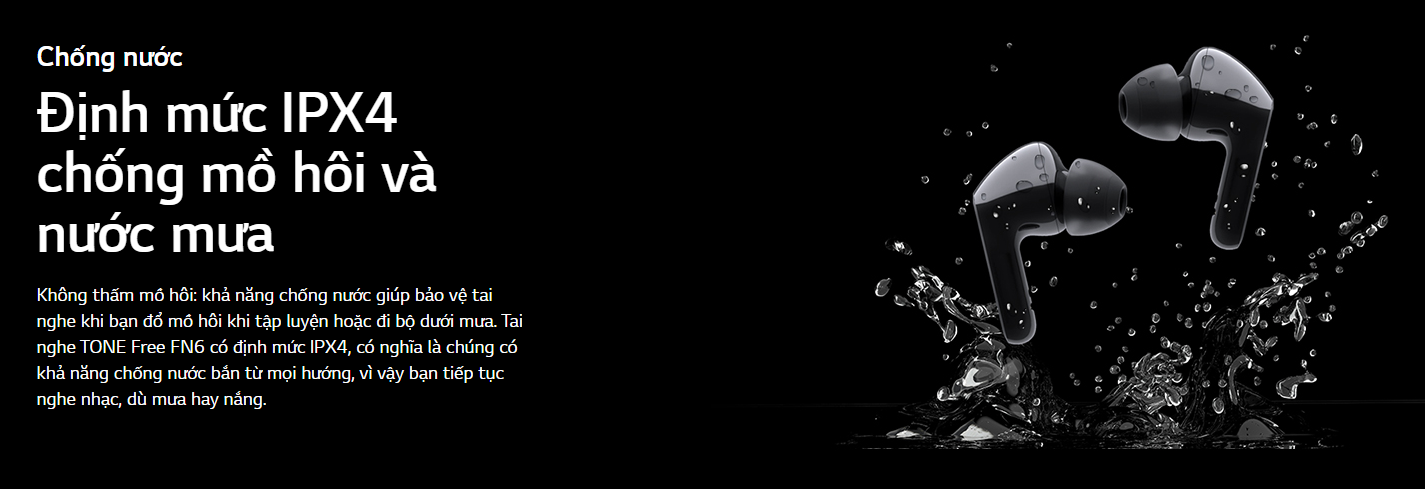 Chống nước
Định mức IPX4
chống mồ hôi và
nước mưa
Không thấm mồ hôi: khả năng chống nước giúp bảo vệ tai
nghe khi bạn đổ mồ hôi khi tập luyện hoặc đi bộ dưới mưa. Tai
nghe TONE Free FN6 có định mức IPX4, có nghĩa là chúng có
khả năng chống nước bắn từ mọi hướng, vì vậy bạn tiếp tục
nghe nhạc, dù mưa hay nắng.